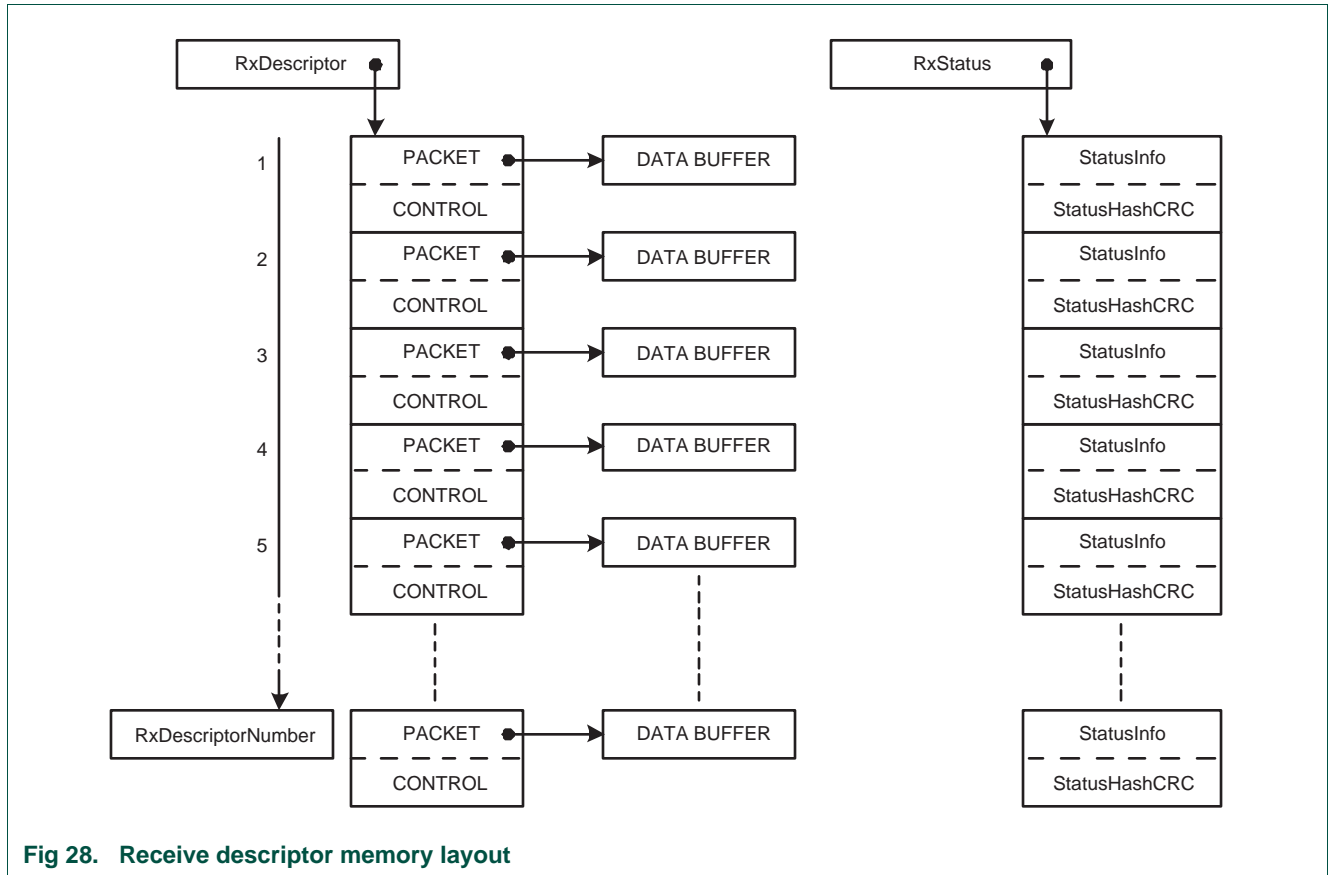 RxDescriptor
RxStatus
1
PACKET
DATA BUFFER
StatusInfo
CONTROL
StatusHashCRC
2
PACKET
DATA BUFFER
StatusInfo
CONTROL
StatusHashCRC
3
PACKET
DATA BUFFER
StatusInfo
CONTROL
StatusHashCRC
4
PACKET
DATA BUFFER
StatusInfo
CONTROL
StatusHashCRC
5
PACKET
DATA BUFFER
StatusInfo
CONTROL
StatusHashCRC
RxDescriptorNumber
PACKET
DATA BUFFER
StatusInfo
CONTROL
StatusHashCRC
Fig 28. Receive descriptor memory layout